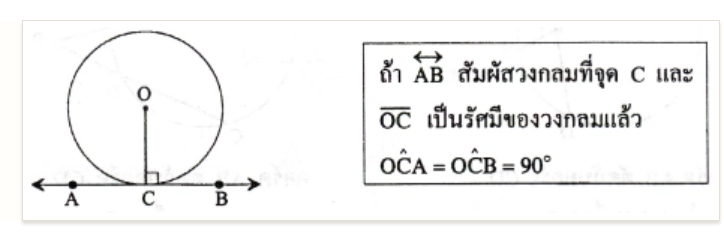 O
A
C
B
ถ้า \overleftrightarrow{AB} สัมผัสวงกลมที่จุด C และ
\overline{OC} เป็นรัศมีของวงกลมแล้ว
OĈA = OĈB = 90°